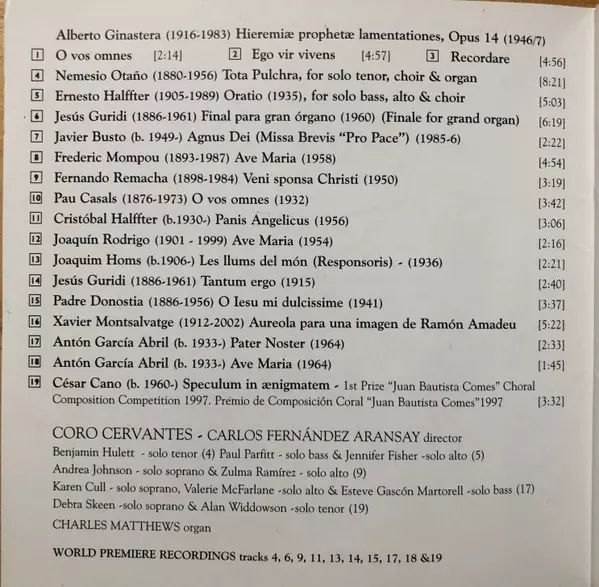 Alberto Ginastera (1916-1983) Hieremiæ prophetæ lamentationes, Opus 14 (1946/7)
1 O vos omnes [2:14] 2 Ego vir vivens [4:57] 3 Recordare [4:56]
4 Nemesio Otaño (1880-1956) Tota Pulchra, for solo tenor, choir & organ [8:21]
5 Ernesto Halffter (1905-1989) Oratio (1935), for solo bass, alto & choir [5:03]
6 Jesús Guridi (1886-1961) Final para gran órgano (1960) (Finale for grand organ) [6:19]
7 Javier Busto (b. 1949-) Agnus Dei (Missa Brevis “Pro Pace”) (1985-6) [2:22]
8 Frederic Mompou (1893-1987) Ave Maria (1958) [4:54]
9 Fernando Remacha (1898-1984) Veni sponsa Christi (1950) [3:19]
10 Pau Casals (1876-1973) O vos omnes (1932) [3:42]
11 Cristóbal Halffter (b.1930-) Panis Angelicus (1956) [3:06]
12 Joaquín Rodrigo (1901 - 1999) Ave Maria (1954) [2:16]
13 Joaquim Homs (b.1906-) Les llums del món (Responsoris) - (1936) [2:21]
14 Jesús Guridi (1886-1961) Tantum ergo (1915) [2:40]
15 Padre Donostia (1886-1956) O Iesu mi dulcissime (1941) [3:37]
16 Xavier Montsalvatge (1912-2002) Aureola para una imagen de Ramón Amadeu [5:22]
17 Antón García Abril (b. 1933-) Pater Noster (1964) [2:33]
18 Antón García Abril (b. 1933-) Ave Maria (1964) [1:45]
19 César Cano (b. 1960-) Speculum in ænigmatem - 1st Prize “Juan Bautista Comes” Choral
Composition Competition 1997. Premio de Composición Coral “Juan Bautista Comes”1997 [3:32]
CORO CERVANTES - CARLOS FERNÁNDEZ ARANSAY director
Benjamin Hulett - solo tenor (4) Paul Parfitt - solo bass & Jennifer Fisher -solo alto (5)
Andrea Johnson - solo soprano & Zulma Ramírez - solo alto (9)
Karen Cull - solo soprano, Valerie McFarlane -solo alto & Esteve Gascón Martorell -solo bass (17)
Debra Skeen -solo soprano & Alan Widdowson -solo tenor (19)
CHARLES MATTHEWS organ
WORLD PREMIERE RECORDINGS tracks 4, 6, 9, 11, 13, 14, 15, 17, 18 &19